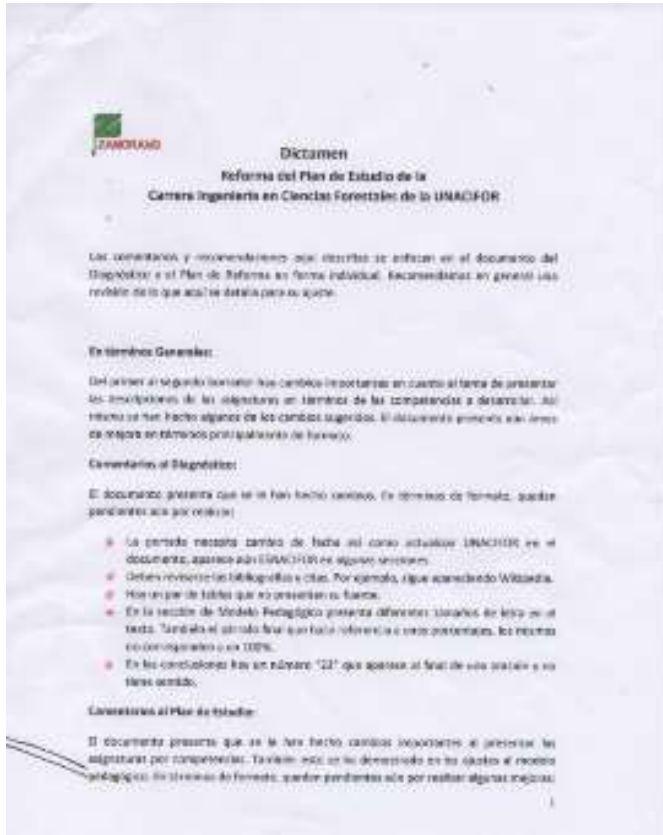 ZAMORANO
Dictamen
Reforma del Plan de Estudio de la
Carrera Ingeniería en Ciencias Forestales de la UNACIFOR
Los comentarios y recomendaciones aquí descritas se enfocan en el documento del
Diagnóstico y el Plan de Reforma en forma individual. Recomendamos en general una
revisión de lo que aquí se detalla para su ajuste.
En términos Generales:
Del primer al segundo borrador hay cambios importantes en cuanto al tema de presentar
las descripciones de las asignaturas en términos de las competencias a desarrollar. Así
mismo se han hecho algunos de los cambios sugeridos. El documento presenta aún áreas
de mejora en términos principalmente de formato.
Comentarios al Diagnóstico:
El documento presenta que se le han hecho cambios. En términos de formato, quedan
pendientes aún por realizar:
La portada necesita cambio de fecha así como actualizar UNACIFOR en el
documento, aparece aún ESNACIFOR en algunas secciones.
Deben revisarse las bibliografías y citas. Por ejemplo, sigue apareciendo Wikipedia.
Hay un par de tablas que no presentan su fuente.
En la sección de Modelo Pedagógico presenta diferentes tamaños de letra en el
texto. También el párrafo final que hace referencia a unos porcentajes, los mismos
no corresponden a un 100%.
En las conclusiones hay un número "22" que aparece al final de una oración y no
tiene sentido.
Comentarios al Plan de Estudio:
El documento presenta que se le han hecho cambios importantes al presentar las
asignaturas por competencias. También esto se ha demostrado en los ajustes al modelo
pedagógico. En términos de formato, quedan pendientes aún por realizar algunas mejoras:
1